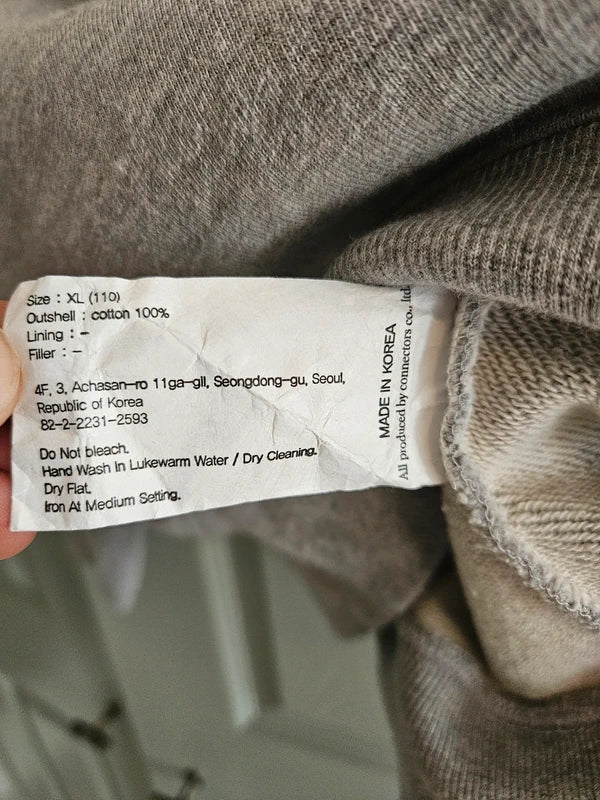 Size : XL (110)
Outshell : cotton 100%
Lining : -
Filler : -
4F, 3, Achasan-ro 11ga-gil, Seongdong-gu, Seoul,
Republic of Korea
82-2-2231-2593
Do Not bleach.
Hand Wash In Lukewarm Water / Dry Cleaning.
Dry Flat.
Iron At Medium Setting.
MADE IN KOREA
All produced by connectors co., ltd